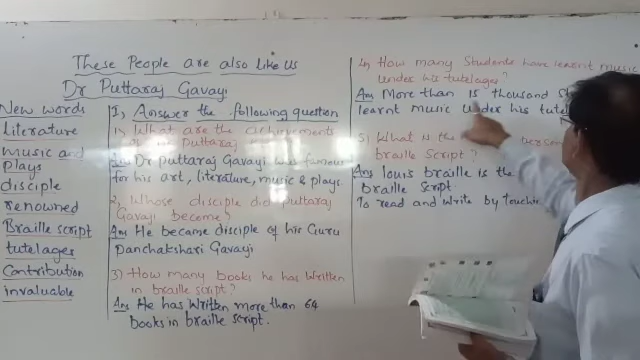 These People are also Like Us
Dr Puttaraj Gavayi
New words
Literature
music and
plays
disciple
renowned
Braille script
tutelages
Contribution
invaluable
I, Answer the following question
1, What are the achievements
of Dr Puttaraj
Ans Dr puttaraj Gavayi was famous
for his art, literature, music & plays.
2, Whose disciple did puttaraj
Gavayi become?
Ans He became disciple of his Guru
Panchakshari Gavayi
3) How many books he has written
in braille script?
Ans He has written more than 64
books in braille script.
4) How many Students have learnt music
under his tutelages?
Ans More than 15 thousand
learnt music under his
5) What is the
braille script?
Ans louis braille is the
Braille script.
To read and write by